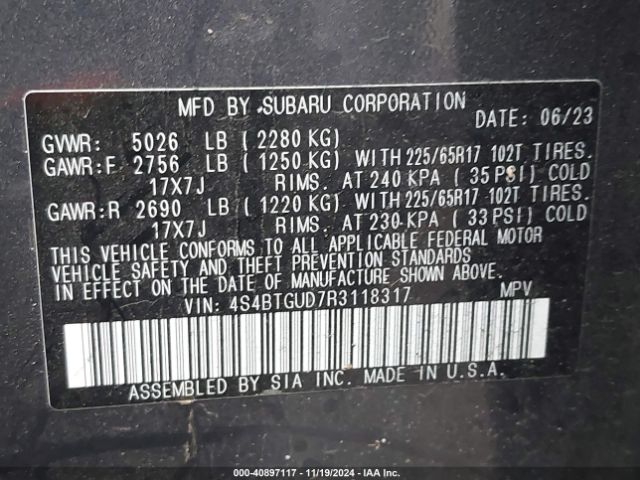 MFD BY SUBARU CORPORATION
DATE: 06/23
GVWR: 5026 LB ( 2280 KG)
GAWR:F 2756 LB ( 1250 KG) WITH 225/65R17 102T TIRES.
17X7J RIMS. AT 240 KPA ( 35 PSI) COLD
GAWR:R 2690 LB ( 1220 KG) WITH 225/65R17 102T TIRES.
17X7J RIMS. AT 230 KPA ( 33 PSI) COLD
THIS VEHICLE CONFORMS TO ALL APPLICABLE FEDERAL MOTOR
VEHICLE SAFETY AND THEFT PREVENTION STANDARDS IN EFFECT
ON THE DATE OF MANUFACTURE SHOWN ABOVE.
VIN: 4S4BTGUD7R3118317 MPV
ASSEMBLED BY SIA INC. MADE IN U.S.A.
000-40897117 - 11/19/2024 - IAA Inc.